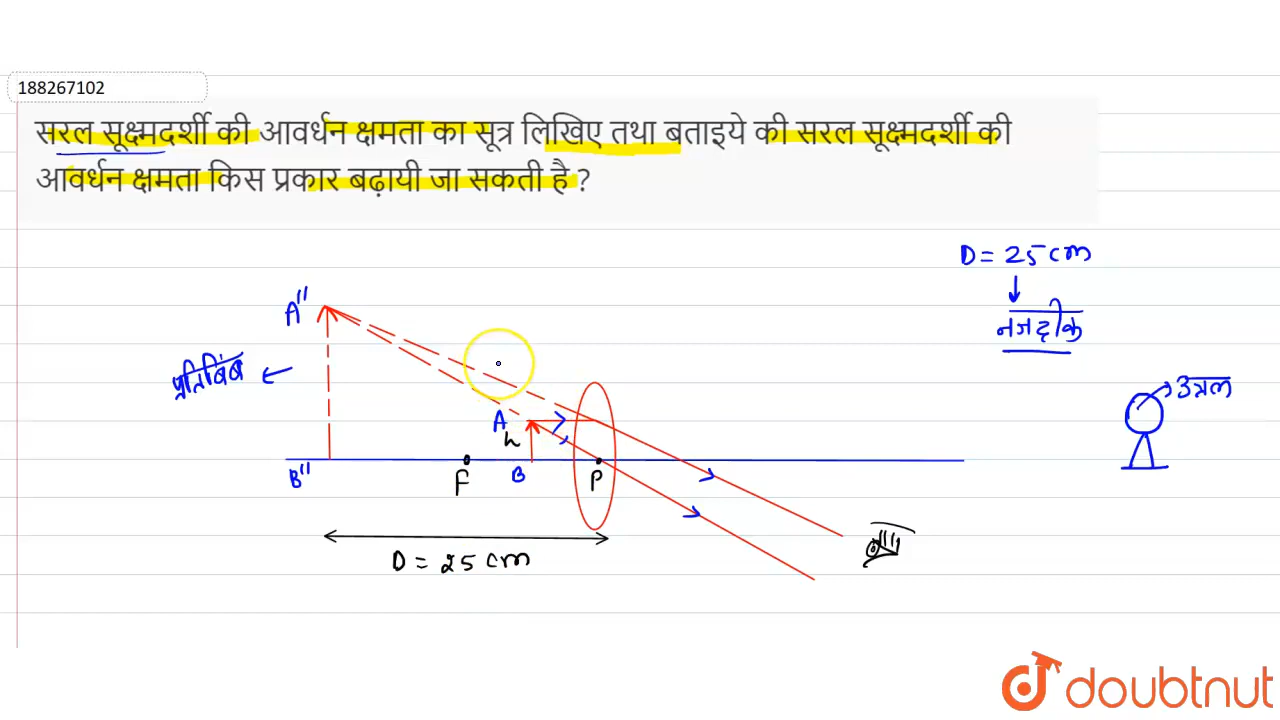 188267102
सरल सूक्ष्मदर्शी की आवर्धन क्षमता का सूत्र लिखिए तथा बताइये की सरल सूक्ष्मदर्शी की
आवर्धन क्षमता किस प्रकार बढ़ायी जा सकती है ?
D = 25 cm
नजदीक
A"
प्रतिबिंब
A
h
B"
F
B
P
D = 25 cm
doubtnut